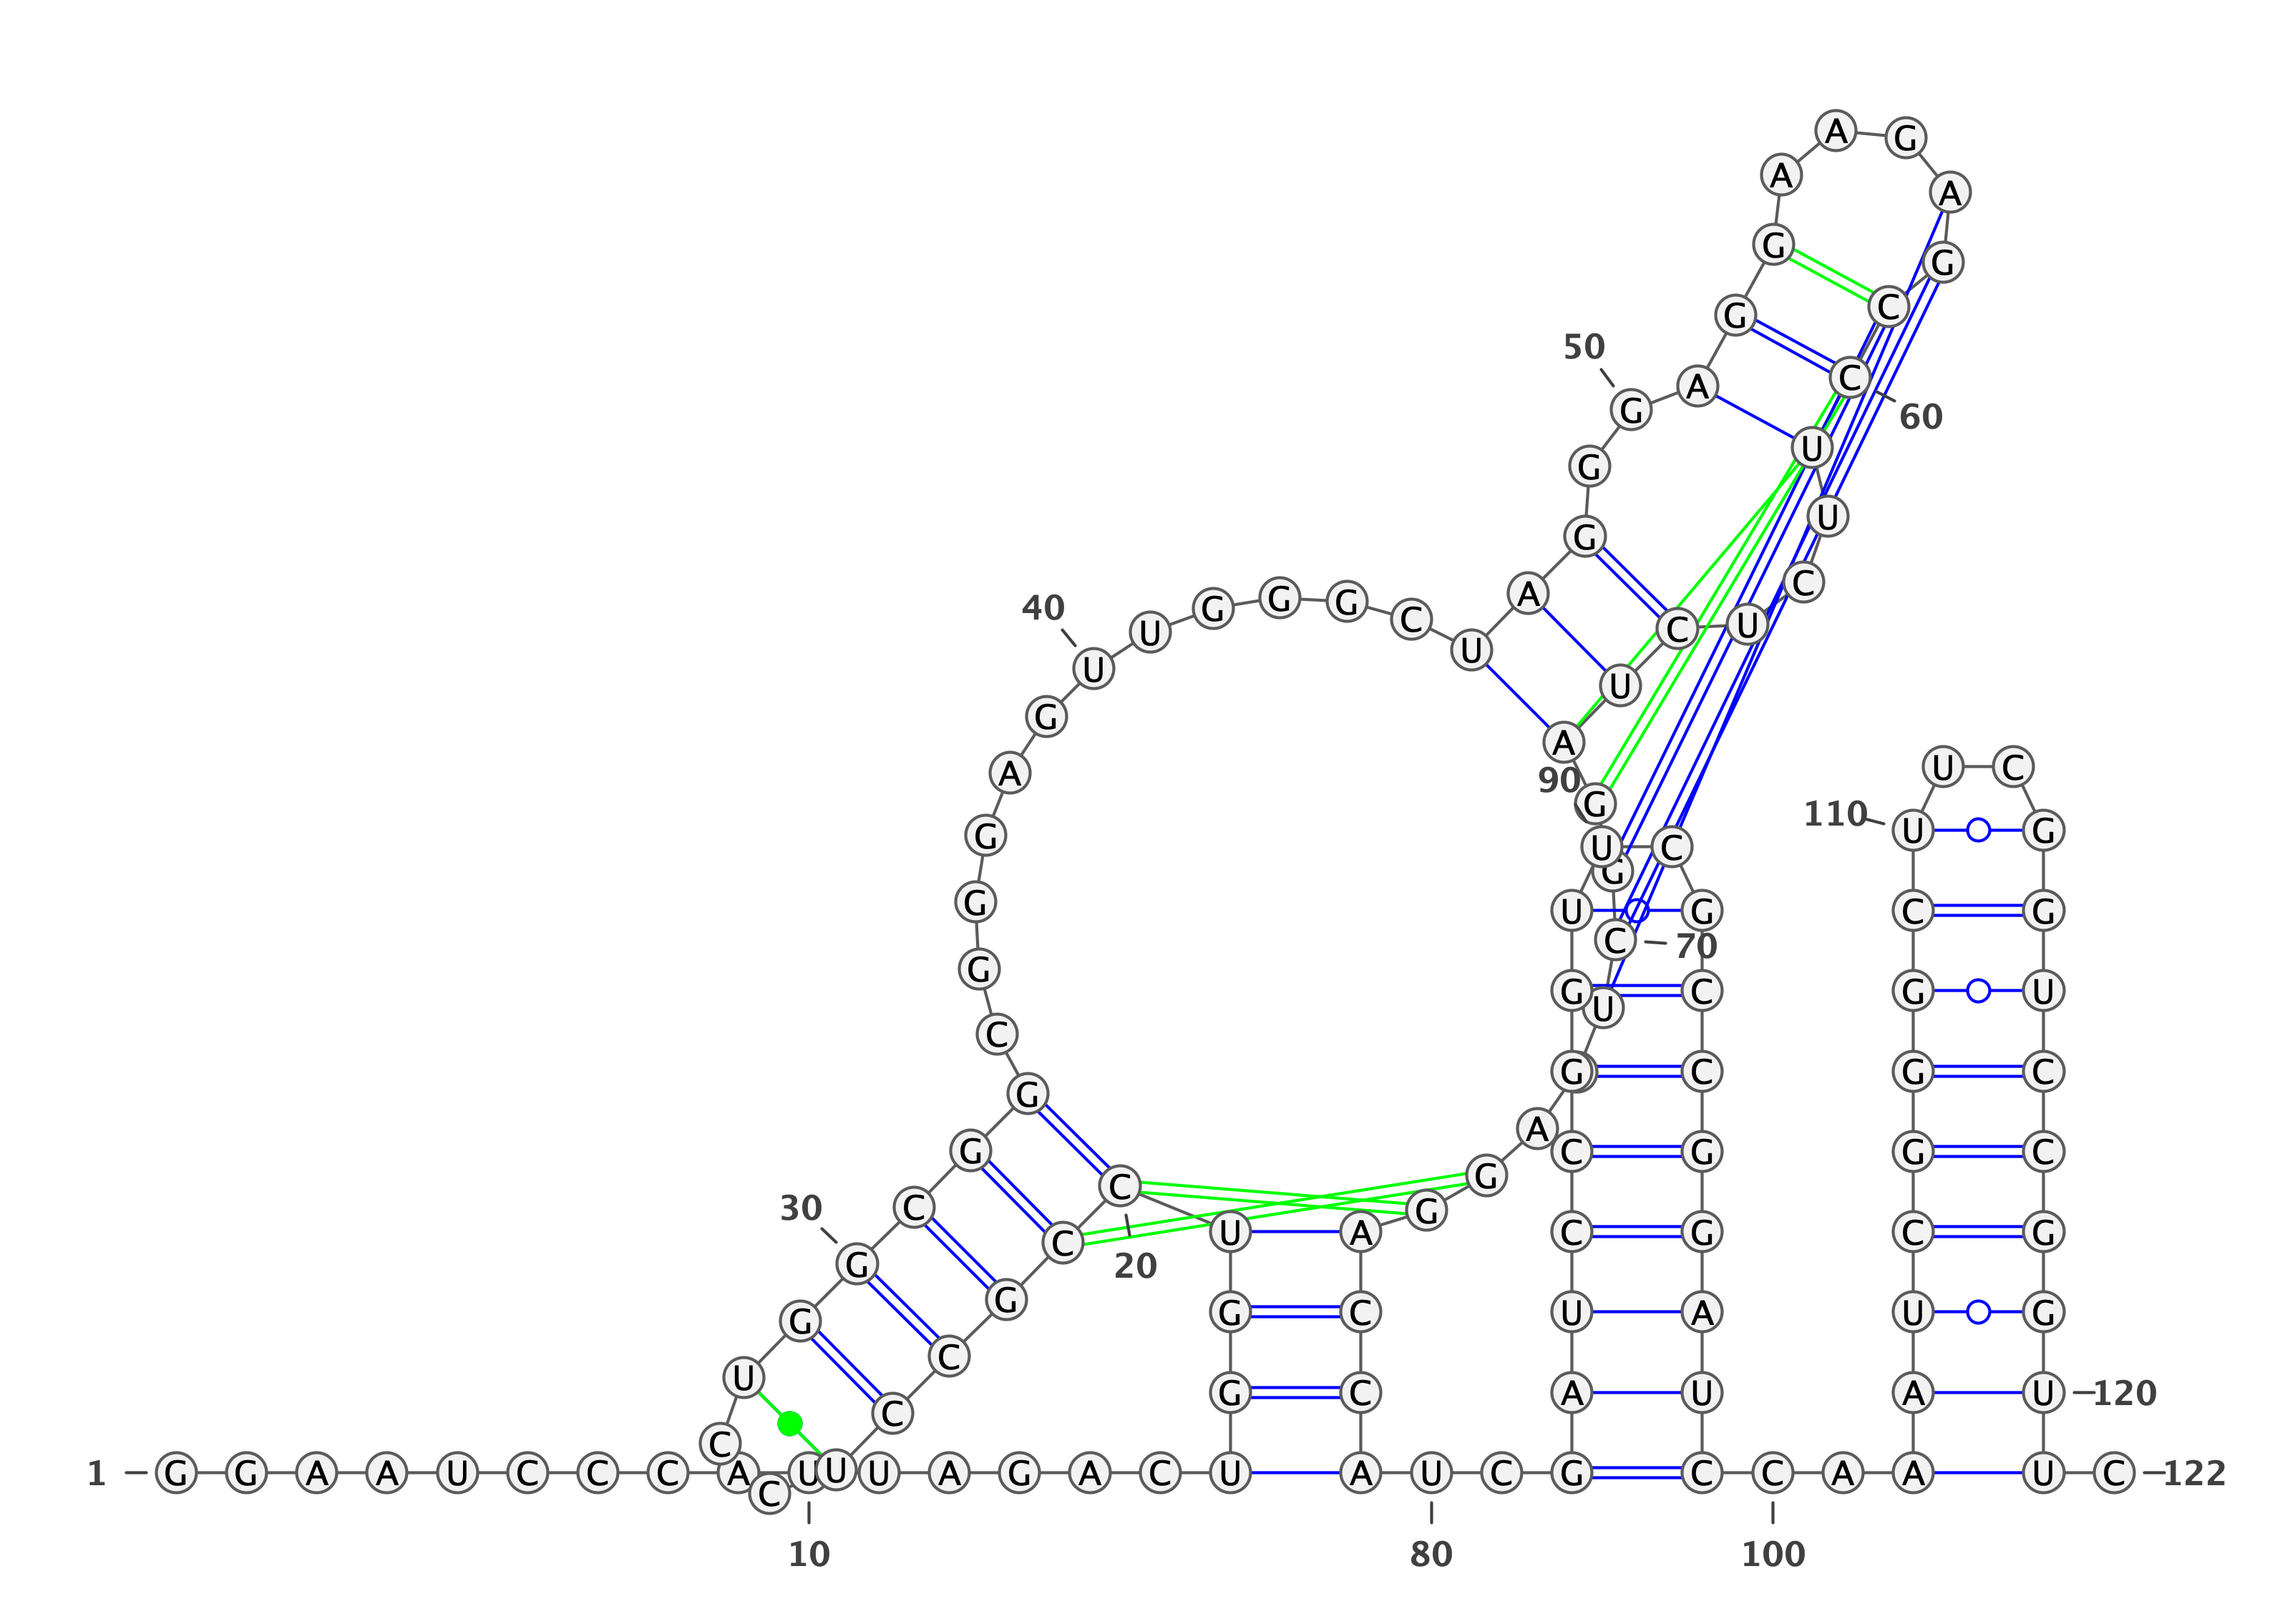 A G
A A
G G
G C
50
A C
G 60
U
G
U
G
A C
40 G G G C
U U U C U
U
G A
A U C
90
G
110 U G
G U C
G
G U G C G
C 70
G G C G U
U
C
G G C G C
A
G C G G C
C G
30 C G
C U A C G C G
G G 20
G U G C U A U G
C
U G C A U A U 120
C
C
1 G G A A U C C C A U U U A G A C U A U C G C C A A U C 122
C
10 80 100